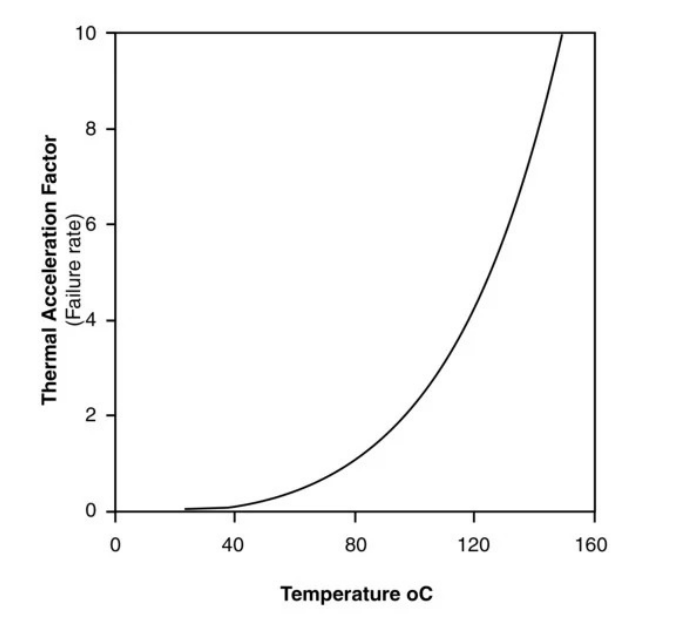 10
8
6
4
2
0
Thermal Acceleration Factor
(Failure rate)
0 40 80 120 160
Temperature oC